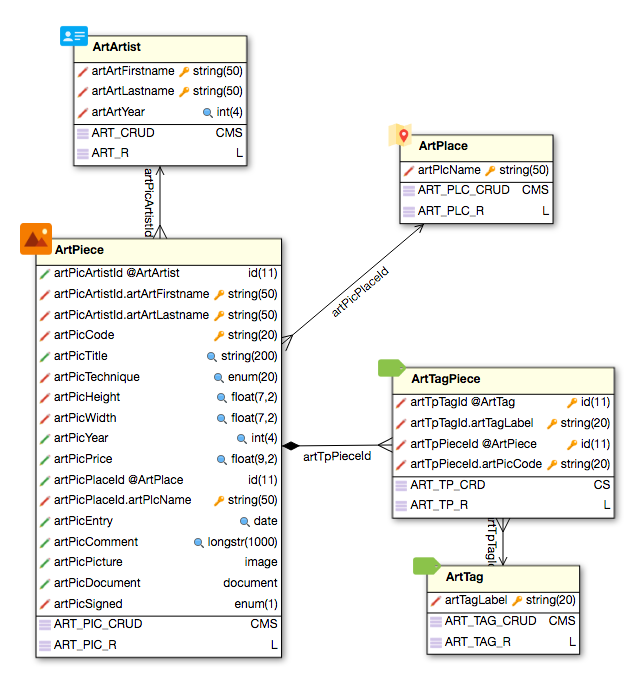 ArtArtist
artArtFirstname string(50)
artArtLastname string(50)
artArtYear int(4)
ART_CRUD CMS
ART_R L
artPicArtistId
ArtPlace
artPlcName string(50)
ART_PLC_CRUD CMS
ART_PLC_R L
artPicPlaceId
ArtPiece
artPicArtistId @ArtArtist id(11)
artPicArtistId.artArtFirstname string(50)
artPicArtistId.artArtLastname string(50)
artPicCode string(20)
artPicTitle string(200)
artPicTechnique enum(20)
artPicHeight float(7,2)
artPicWidth float(7,2)
artPicYear int(4)
artPicPrice float(9,2)
artPicPlaceId @ArtPlace id(11)
artPicPlaceId.artPlcName string(50)
artPicEntry date
artPicComment longstr(1000)
artPicPicture image
artPicDocument document
artPicSigned enum(1)
ART_PIC_CRUD CMS
ART_PIC_R L
artTpPieceId
ArtTagPiece
artTpTagId @ArtTag id(11)
artTpTagId.artTagLabel string(20)
artTpPieceId @ArtPiece id(11)
artTpPieceId.artPicCode string(20)
ART_TP_CRD CS
ART_TP_R L
ArtTag
artTagLabel string(20)
ART_TAG_CRUD CMS
ART_TAG_R L